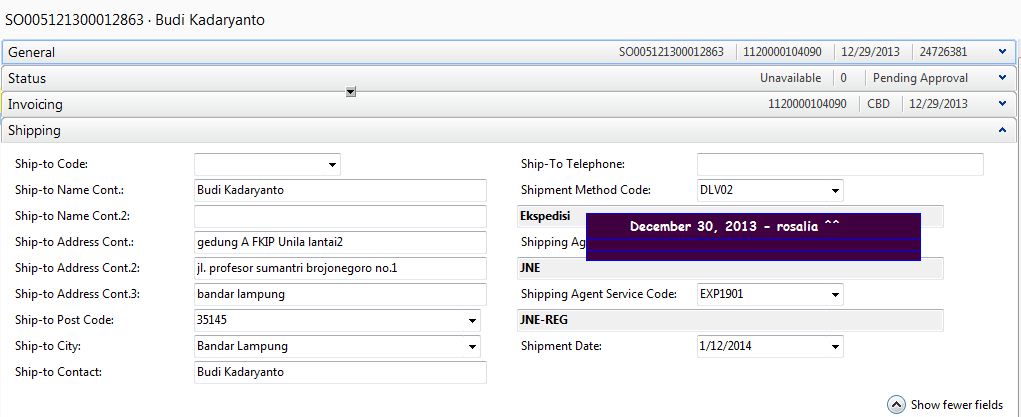 SO005121300012863 · Budi Kadaryanto
General SO005121300012863 1120000104090 12/29/2013 24726381
Status Unavailable 0 Pending Approval
Invoicing 1120000104090 CBD 12/29/2013
Shipping
Ship-to Code:
Ship-to Name Cont.: Budi Kadaryanto
Ship-to Name Cont.2:
Ship-to Address Cont.: gedung A FKIP Unila lantai2
Ship-to Address Cont.2: jl. profesor sumantri brojonegoro no.1
Ship-to Address Cont.3: bandar lampung
Ship-to Post Code: 35145
Ship-to City: Bandar Lampung
Ship-to Contact: Budi Kadaryanto
Ship-To Telephone:
Shipment Method Code: DLV02
Ekspedisi
December 30, 2013 - rosalia ^^
Shipping Ag
JNE
Shipping Agent Service Code: EXP1901
JNE-REG
Shipment Date: 1/12/2014
Show fewer fields